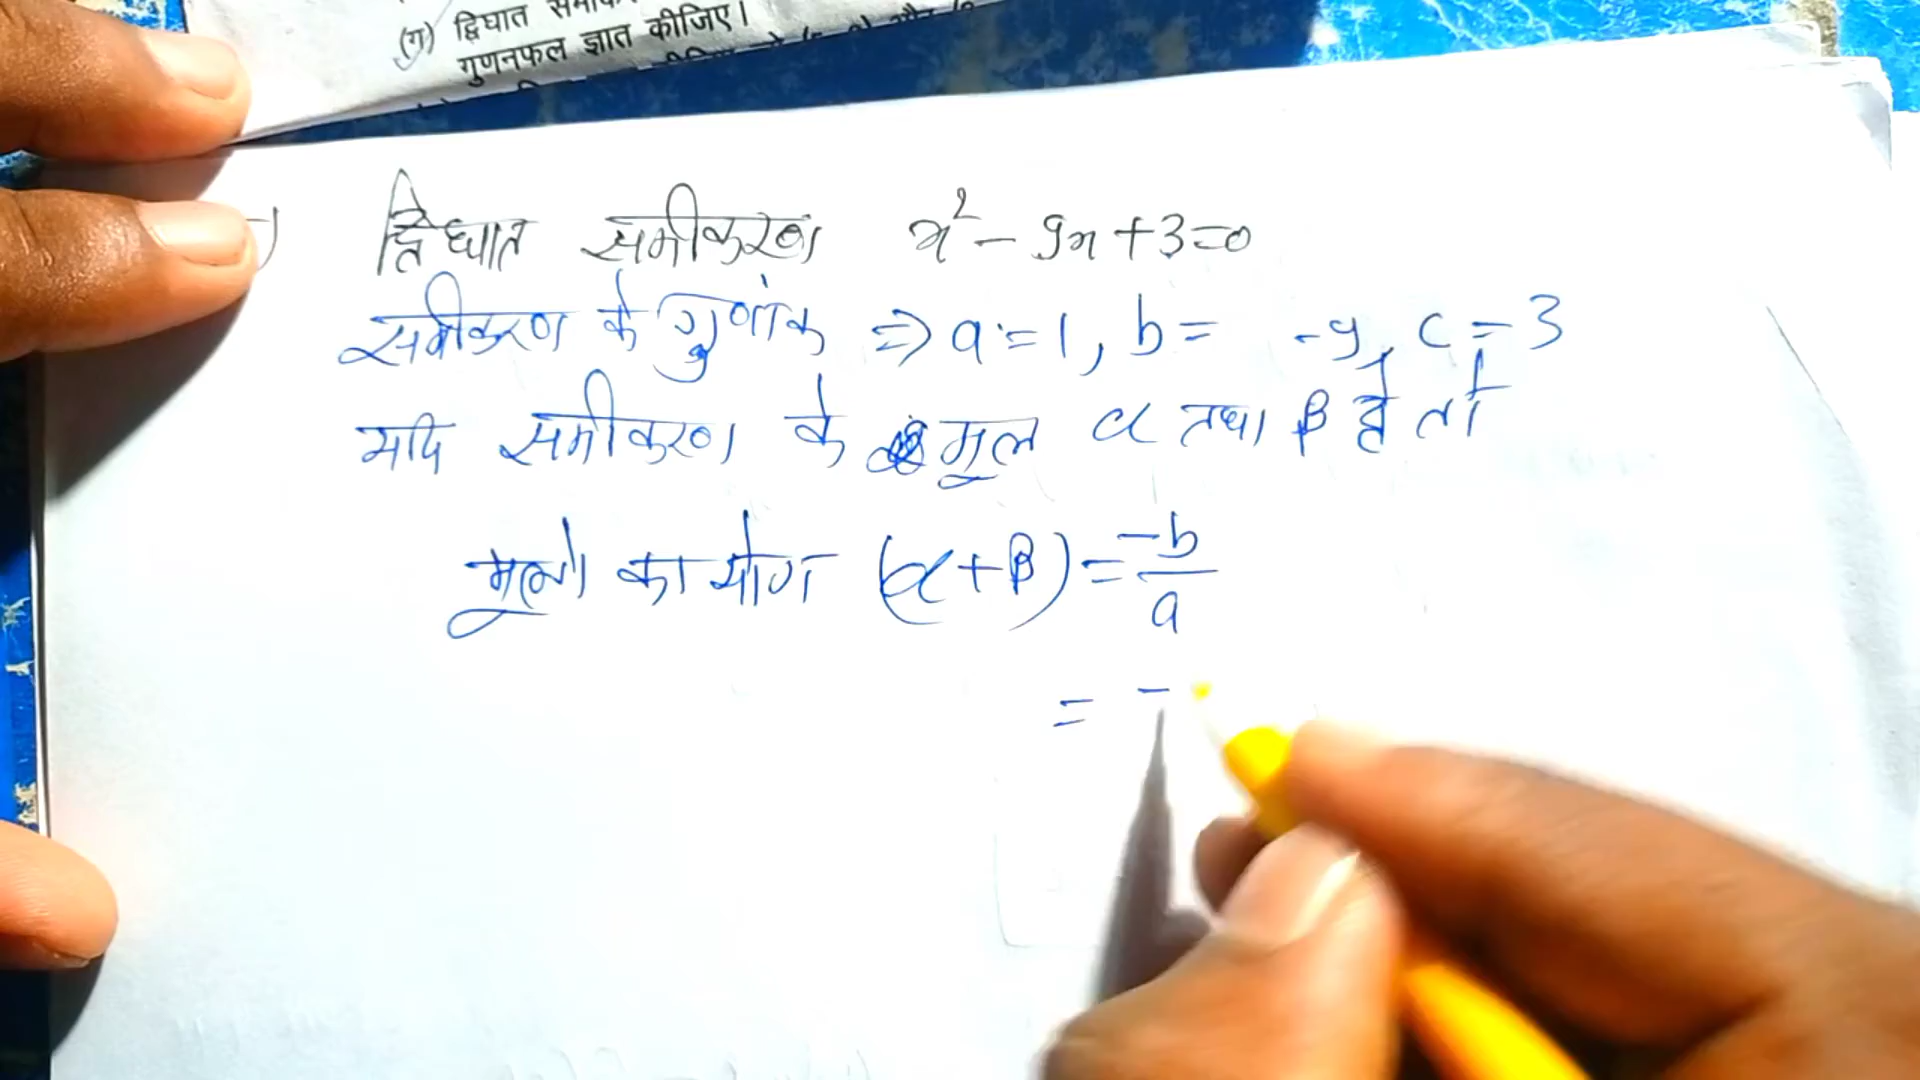 (ग) द्विघात
गुणनफल ज्ञात कीजिए।
द्विघात समीकरण x² - 9x + 3 = 0
समीकरण के गुणांक ⇒ a = 1, b = -9, c = 3
यदि समीकरण के मूल α तथा β है तो
मूलो का योग (α + β) = -b/a
= -